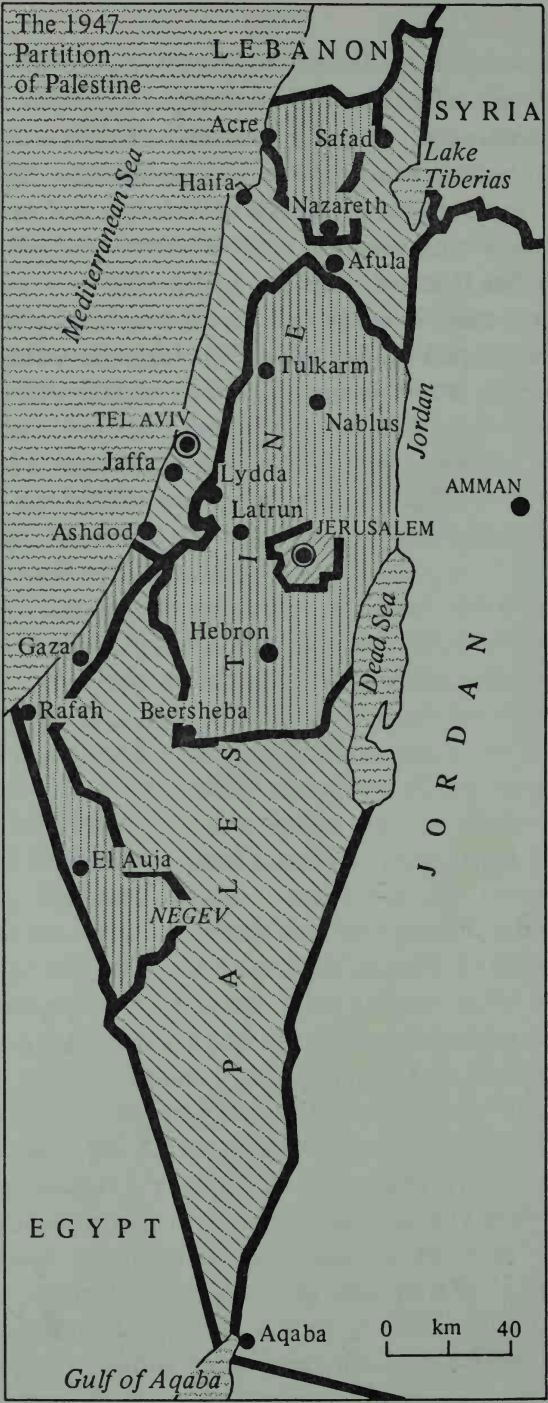 The 1947
Partition
of Palestine
LEBANON
SYRIA
Acre
Safad
Lake
Tiberias
Haifa
Nazareth
Mediterranean Sea
Afula
Tulkarm
Nablus
Jordan
TEL AVIV
Jaffa
Lydda
AMMAN
Latrun
JERUSALEM
Ashdod
Hebron
Dead Sea
Gaza
Rafah
Beersheba
JORDAN
El Auja
NEGEV
PALESTINE
EGYPT
Aqaba
0 km 40
Gulf of Aqaba